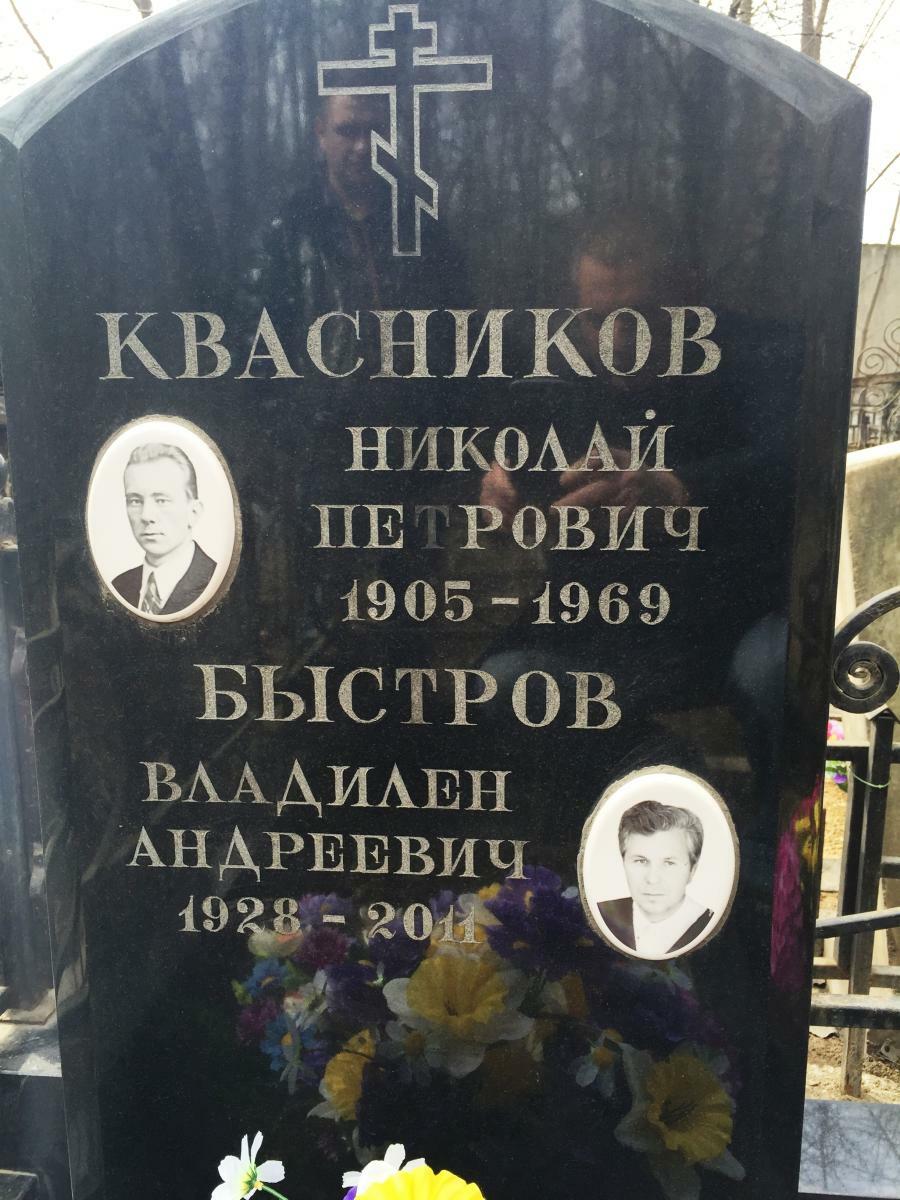 КВАСНИКОВ
НИКОЛАЙ
ПЕТРОВИЧ
1905 – 1969
БЫСТРОВ
ВЛАДИЛЕН
АНДРЕЕВИЧ
1928 – 2011